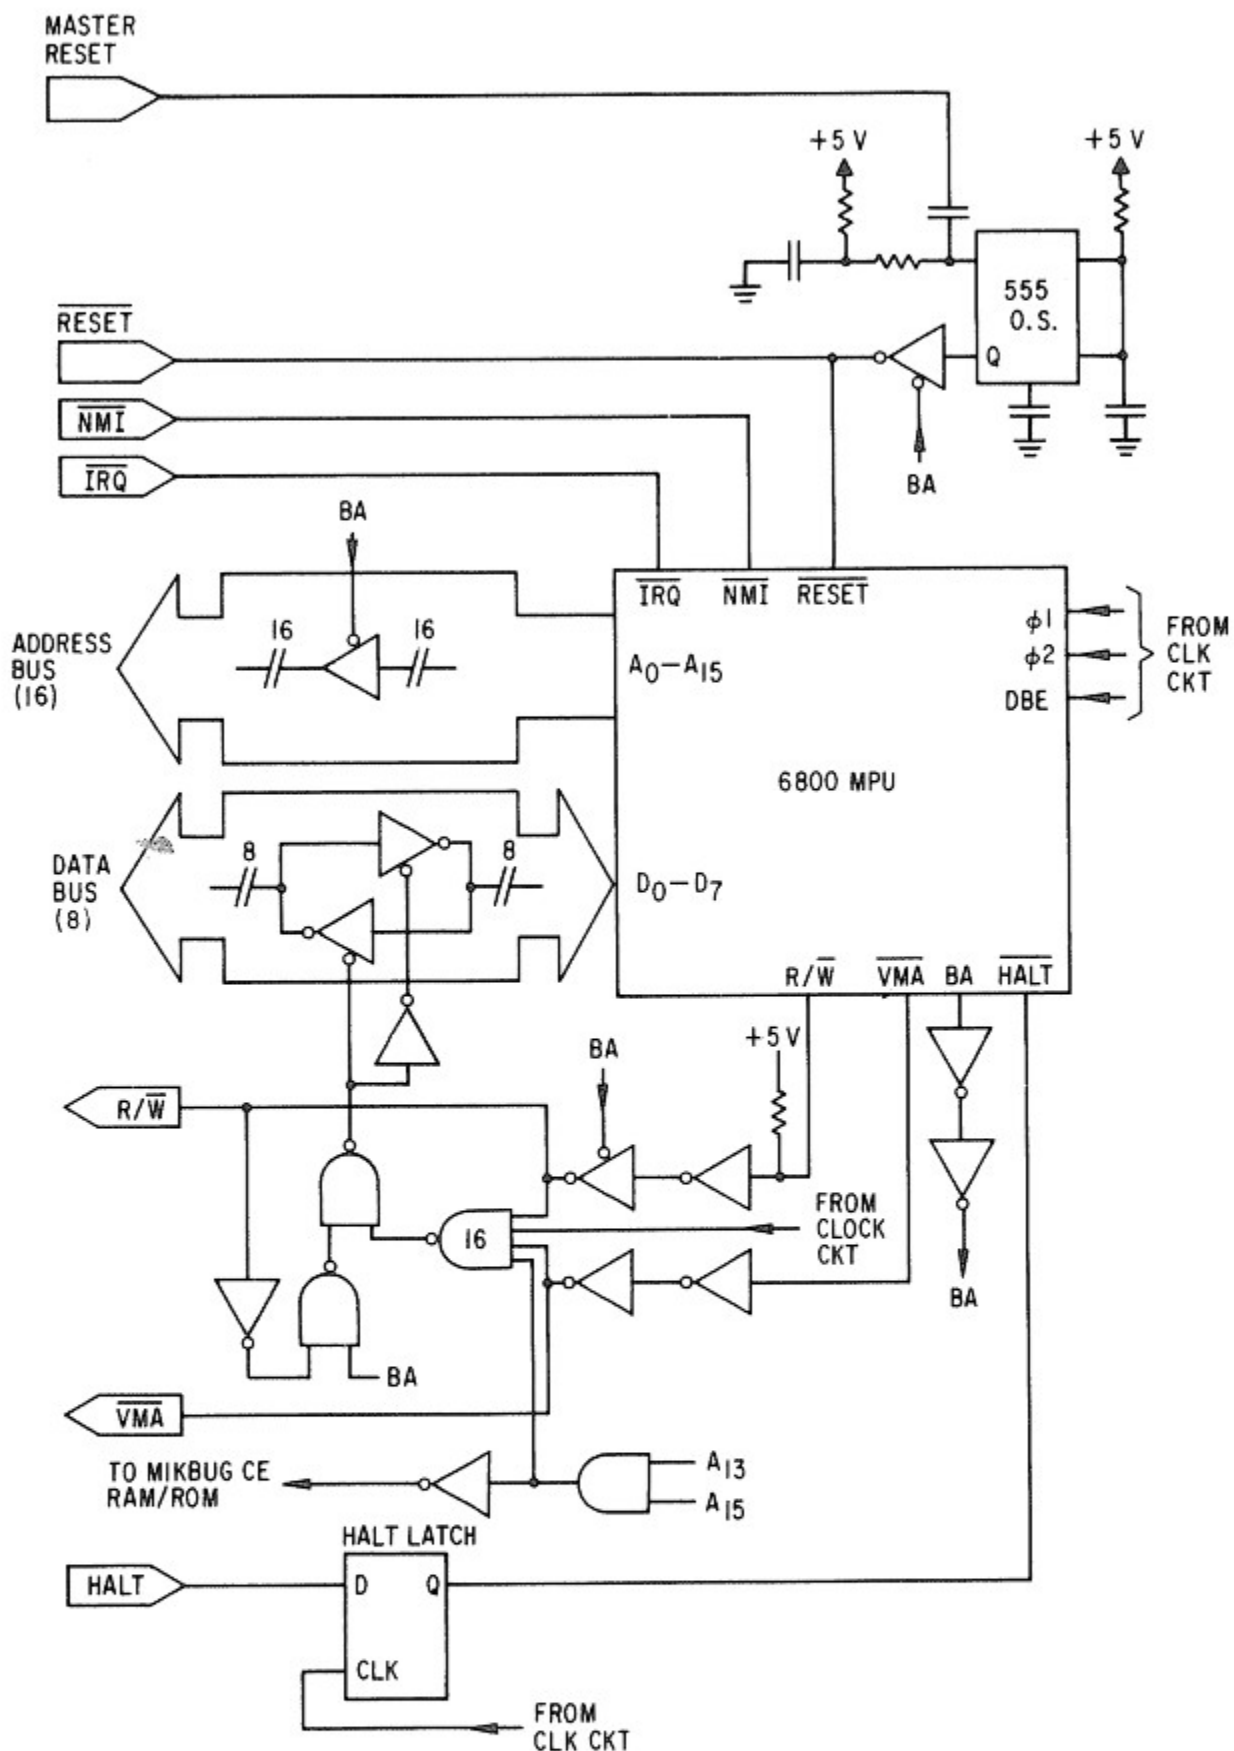 MASTER
RESET
+5 V
+5 V
555
O.S.
Q
RESET
NMI
IRQ
BA
BA
IRQ
NMI
RESET
ADDRESS
BUS
(16)
16
16
A0–A15
ϕ1
ϕ2
DBE
FROM
CLK
CKT
6800 MPU
DATA
BUS
(8)
8
8
D0–D7
R/W
VMA
BA
HALT
+5V
BA
R/W
16
FROM
CLOCK
CKT
BA
BA
VMA
TO MIKBUG CE
RAM/ROM
A13
A15
HALT LATCH
HALT
D
Q
CLK
FROM
CLK CKT